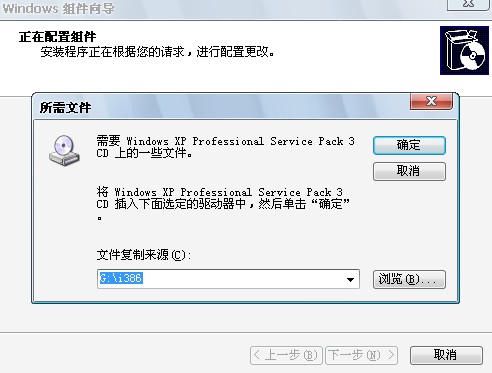 Windows 组件向导
正在配置组件
安装程序正在根据您的请求，进行配置更改。
所需文件
需要 Windows XP Professional Service Pack 3
CD 上的一些文件。
确定
取消
将 Windows XP Professional Service Pack 3
CD 插入下面选定的驱动器中，然后单击“确定”
。
文件复制来源(C):
G:\i386
浏览(B)...
< 上一步(B)
下一步(N) >
取消